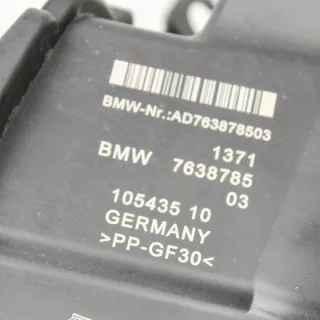 BMW-Nr.:AD763878503
1371
BMW 7638785
03
105435 10
GERMANY
>PP-GF30<